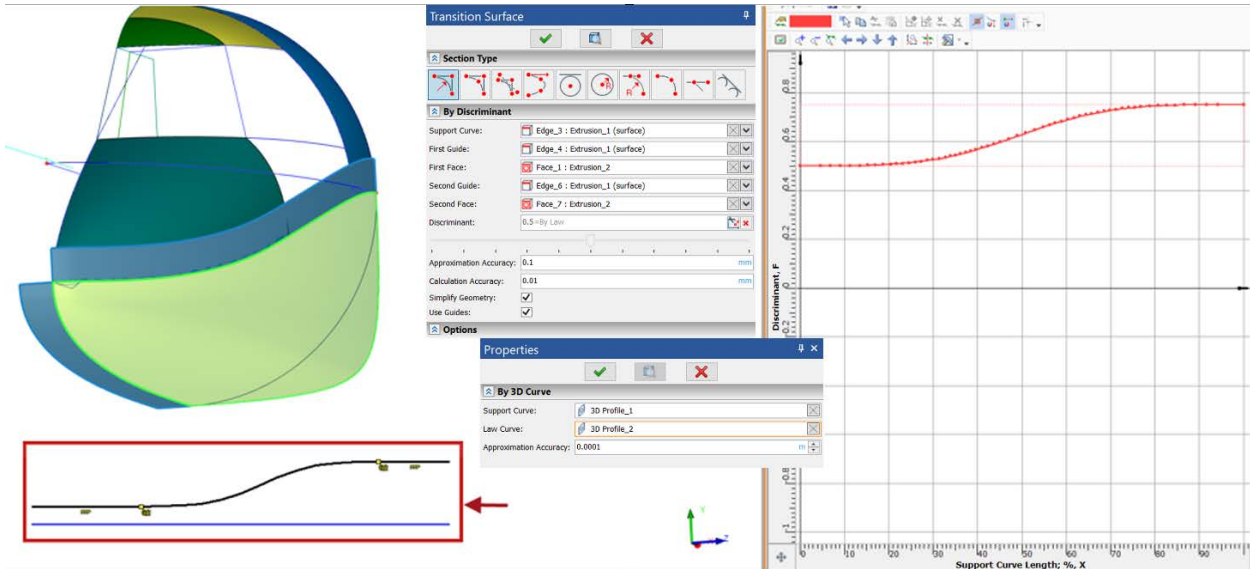 Transition Surface
Section Type
R
R
By Discriminant
Support Curve: Edge_3 : Extrusion_1 (surface)
First Guide: Edge_4 : Extrusion_1 (surface)
First Face: Face_1 : Extrusion_2
Second Guide: Edge_6 : Extrusion_1 (surface)
Second Face: Face_7 : Extrusion_2
Discriminant: 0.5=By Law
Approximation Accuracy: 0.1 mm
Calculation Accuracy: 0.01 mm
Simplify Geometry:
Use Guides:
Options
Properties
By 3D Curve
Support Curve: 3D Profile_1
Law Curve: 3D Profile_2
Approximation Accuracy: 0.0001 m
Y
Z
0.8
0.6
0.4
0.2
0
0.2
0.8
-1
Discriminant, F
0 10 20 30 40 50 60 70 80 90
Support Curve Length; %, X